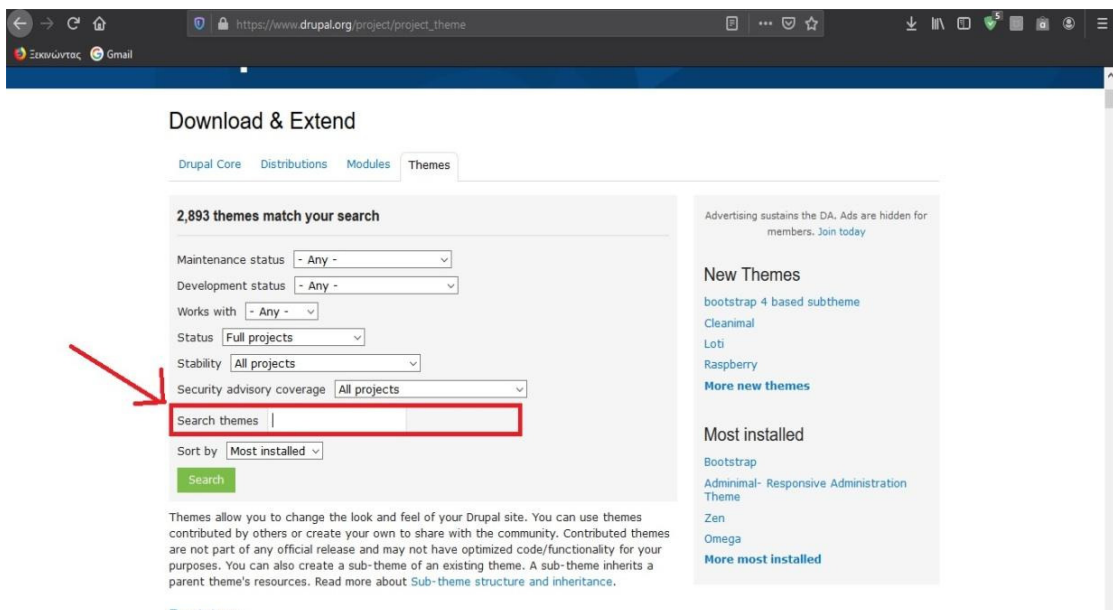 https://www.drupal.org/project/project_theme
5
Ξεκινώντας Gmail
Download & Extend
Drupal Core Distributions Modules Themes
2,893 themes match your search
Maintenance status - Any -
Development status - Any -
Works with - Any -
Status Full projects
Stability All projects
Security advisory coverage All projects
Search themes
Sort by Most installed
Search
Themes allow you to change the look and feel of your Drupal site. You can use themes
contributed by others or create your own to share with the community. Contributed themes
are not part of any official release and may not have optimized code/functionality for your
purposes. You can also create a sub-theme of an existing theme. A sub-theme inherits a
parent theme's resources. Read more about Sub-theme structure and inheritance.
Advertising sustains the DA. Ads are hidden for
members. Join today
New Themes
bootstrap 4 based subtheme
Cleanimal
Loti
Raspberry
More new themes
Most installed
Bootstrap
Adminimal- Responsive Administration
Theme
Zen
Omega
More most installed